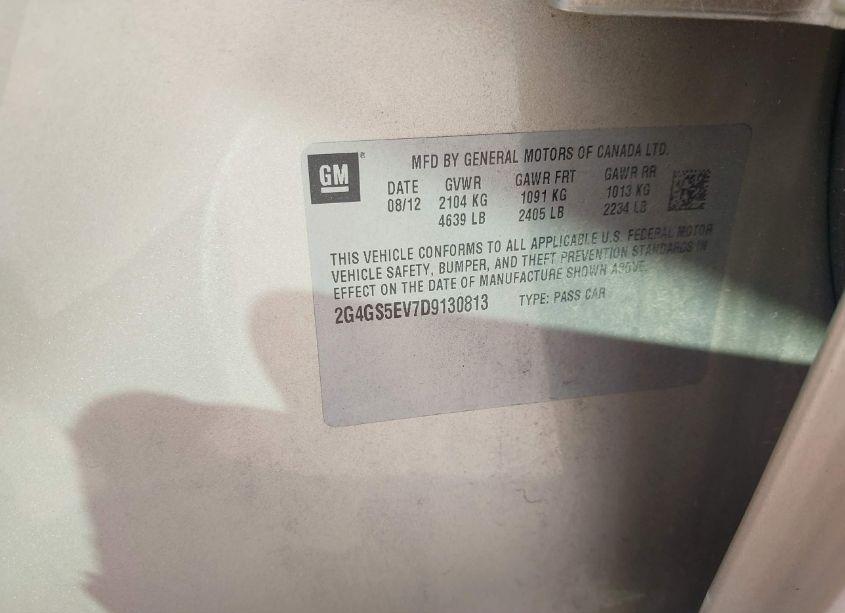 GM®
MFD BY GENERAL MOTORS OF CANADA LTD.
DATE GVWR GAWR FRT GAWR RR
08/12 2104 KG 1091 KG 1013 KG
4639 LB 2405 LB 2234 LB
THIS VEHICLE CONFORMS TO ALL APPLICABLE U.S. FEDERAL MOTOR
VEHICLE SAFETY, BUMPER, AND THEFT PREVENTION STANDARDS IN
EFFECT ON THE DATE OF MANUFACTURE SHOWN ABOVE.
2G4GS5EV7D9130813 TYPE: PASS CAR